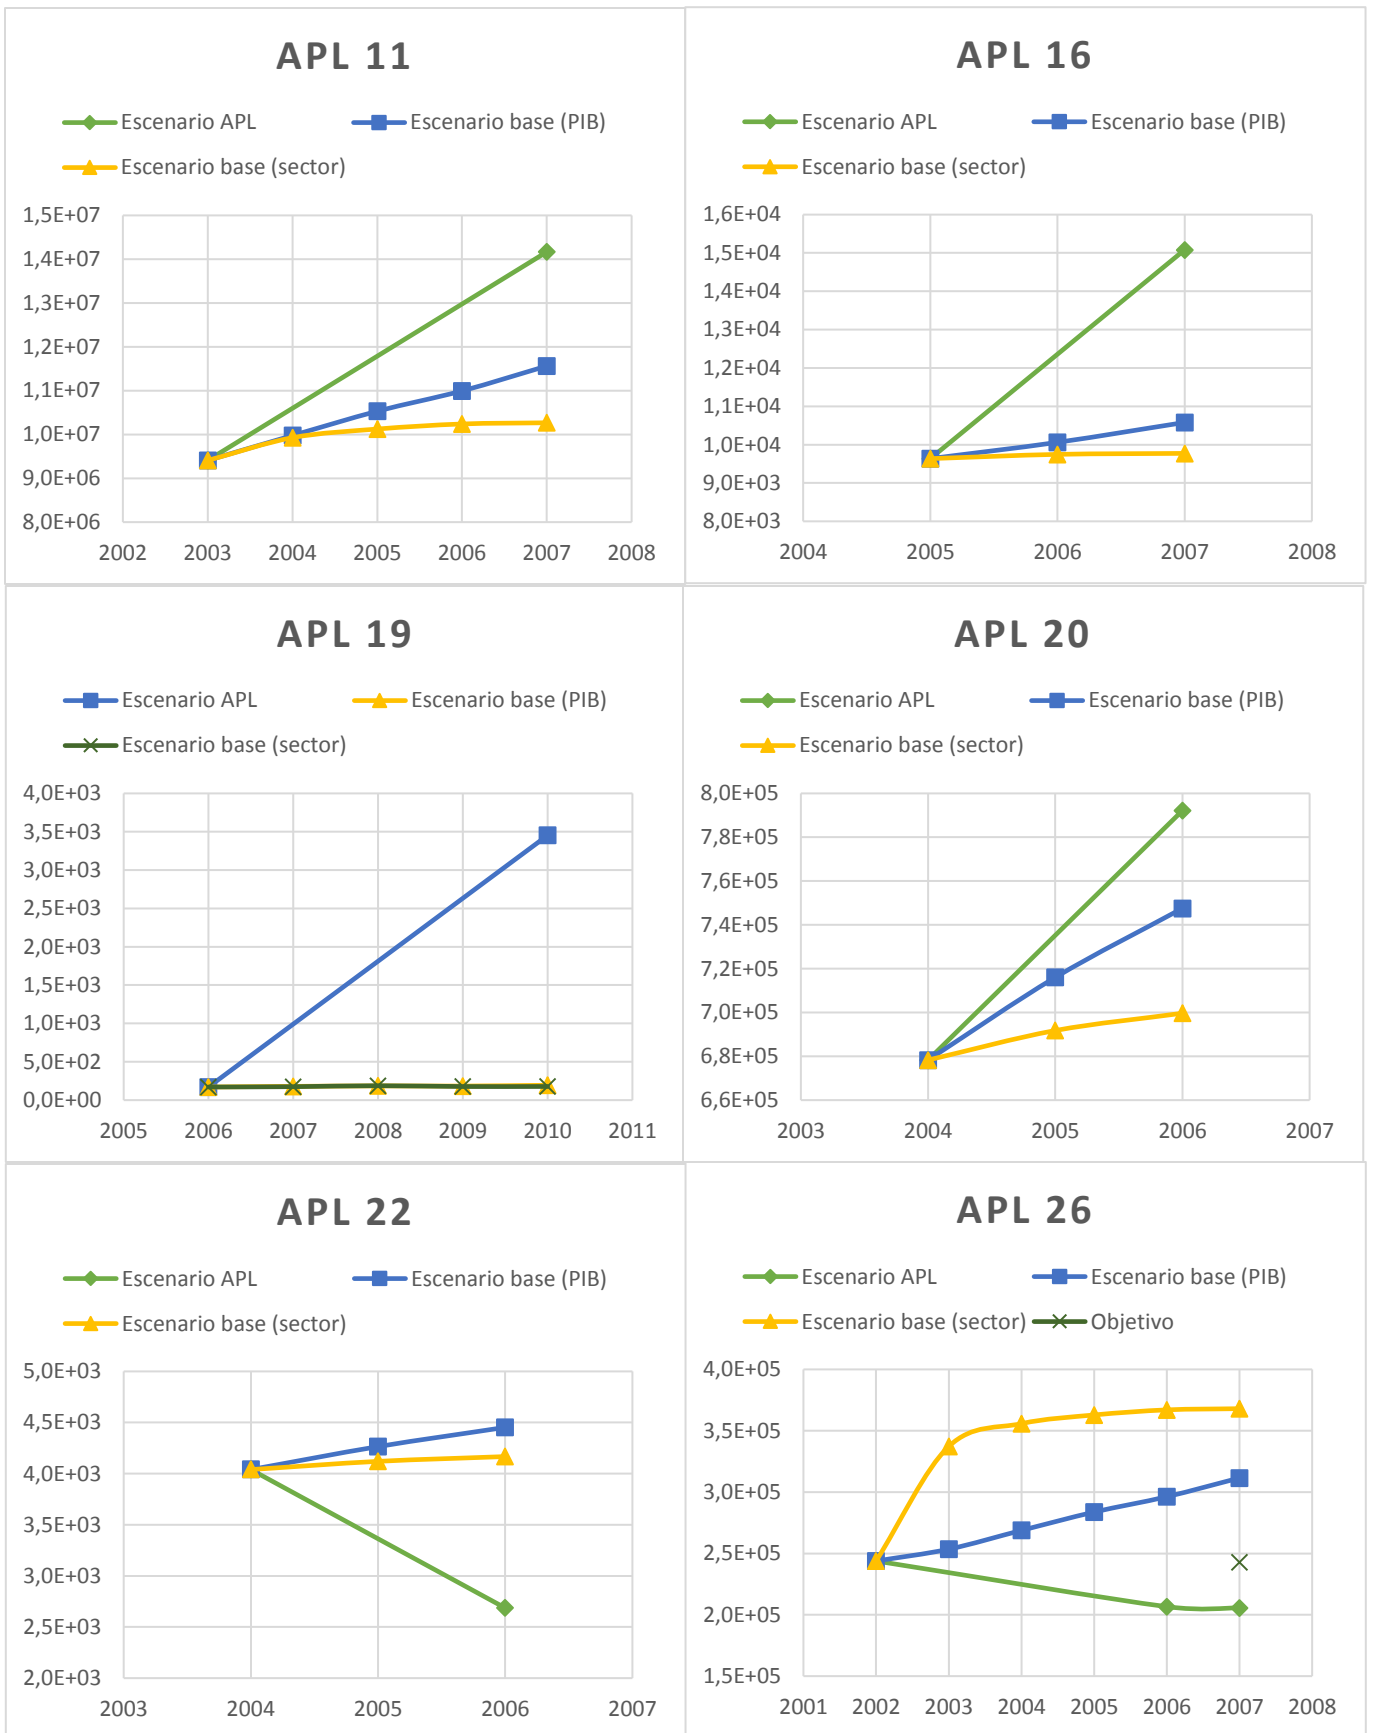 APL 11
Escenario APL
Escenario base (PIB)
Escenario base (sector)
1,5E+07
1,4E+07
1,3E+07
1,2E+07
1,1E+07
1,0E+07
9,0E+06
8,0E+06
2002 2003 2004 2005 2006 2007 2008
APL 16
Escenario APL
Escenario base (PIB)
Escenario base (sector)
1,6E+04
1,5E+04
1,4E+04
1,3E+04
1,2E+04
1,1E+04
1,0E+04
9,0E+03
8,0E+03
2004 2005 2006 2007 2008
APL 19
Escenario APL
Escenario base (PIB)
Escenario base (sector)
4,0E+03
3,5E+03
3,0E+03
2,5E+03
2,0E+03
1,5E+03
1,0E+03
5,0E+02
0,0E+00
2005 2006 2007 2008 2009 2010 2011
APL 20
Escenario APL
Escenario base (PIB)
Escenario base (sector)
8,0E+05
7,8E+05
7,6E+05
7,4E+05
7,2E+05
7,0E+05
6,8E+05
6,6E+05
2003 2004 2005 2006 2007
APL 22
Escenario APL
Escenario base (PIB)
Escenario base (sector)
5,0E+03
4,5E+03
4,0E+03
3,5E+03
3,0E+03
2,5E+03
2,0E+03
2003 2004 2005 2006 2007
APL 26
Escenario APL
Escenario base (PIB)
Escenario base (sector)
Objetivo
4,0E+05
3,5E+05
3,0E+05
2,5E+05
2,0E+05
1,5E+05
2001 2002 2003 2004 2005 2006 2007 2008